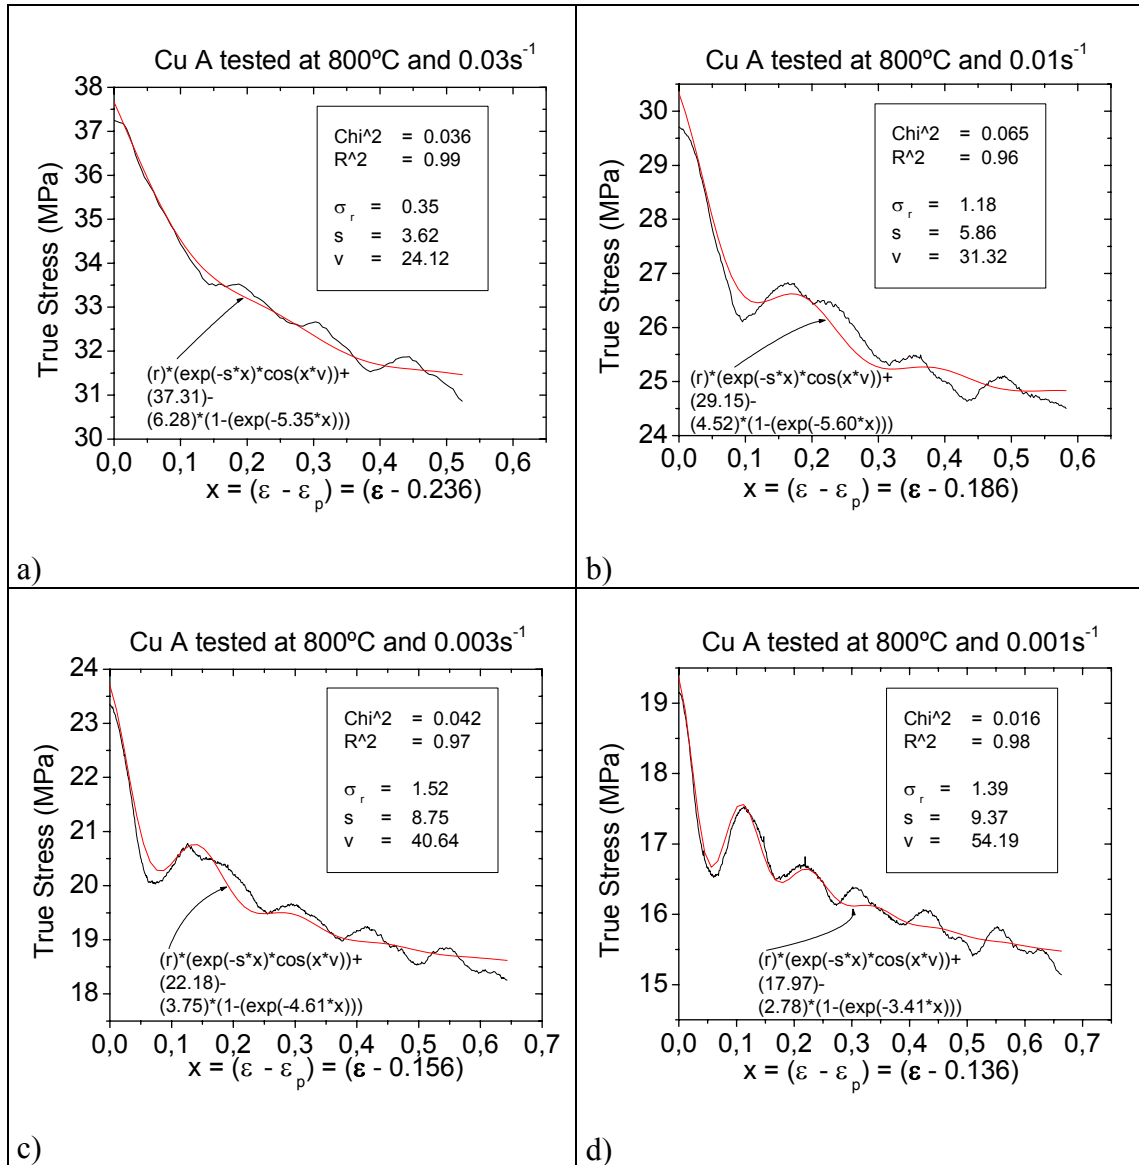 Cu A tested at 800ºC and 0.03s-1
38
37
36
35
34
33
32
31
30
True Stress (MPa)
Chi^2 = 0.036
R^2 = 0.99
σr = 0.35
s = 3.62
v = 24.12
(r)*(exp(-s*x)*cos(x*v))+
(37.31)-
(6.28)*(1-(exp(-5.35*x)))
0,0 0,1 0,2 0,3 0,4 0,5 0,6
x = (ε - εp) = (ε - 0.236)
a)
Cu A tested at 800ºC and 0.01s-1
30
29
28
27
26
25
24
True Stress (MPa)
Chi^2 = 0.065
R^2 = 0.96
σr = 1.18
s = 5.86
v = 31.32
(r)*(exp(-s*x)*cos(x*v))+
(29.15)-
(4.52)*(1-(exp(-5.60*x)))
0,0 0,1 0,2 0,3 0,4 0,5 0,6
x = (ε - εp) = (ε - 0.186)
b)
Cu A tested at 800ºC and 0.003s-1
24
23
22
21
20
19
18
True Stress (MPa)
Chi^2 = 0.042
R^2 = 0.97
σr = 1.52
s = 8.75
v = 40.64
(r)*(exp(-s*x)*cos(x*v))+
(22.18)-
(3.75)*(1-(exp(-4.61*x)))
0,0 0,1 0,2 0,3 0,4 0,5 0,6 0,7
x = (ε - εp) = (ε - 0.156)
c)
Cu A tested at 800ºC and 0.001s-1
19
18
17
16
15
True Stress (MPa)
Chi^2 = 0.016
R^2 = 0.98
σr = 1.39
s = 9.37
v = 54.19
(r)*(exp(-s*x)*cos(x*v))+
(17.97)-
(2.78)*(1-(exp(-3.41*x)))
0,0 0,1 0,2 0,3 0,4 0,5 0,6 0,7
x = (ε - εp) = (ε - 0.136)
d)